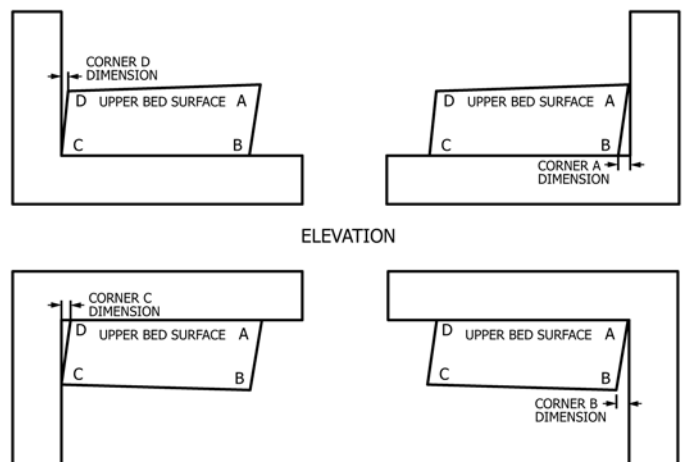 CORNER D
DIMENSION
D UPPER BED SURFACE A
C B
D UPPER BED SURFACE A
C B
CORNER A
DIMENSION
ELEVATION
CORNER C
DIMENSION
D UPPER BED SURFACE A
C B
D UPPER BED SURFACE A
C B
CORNER B
DIMENSION